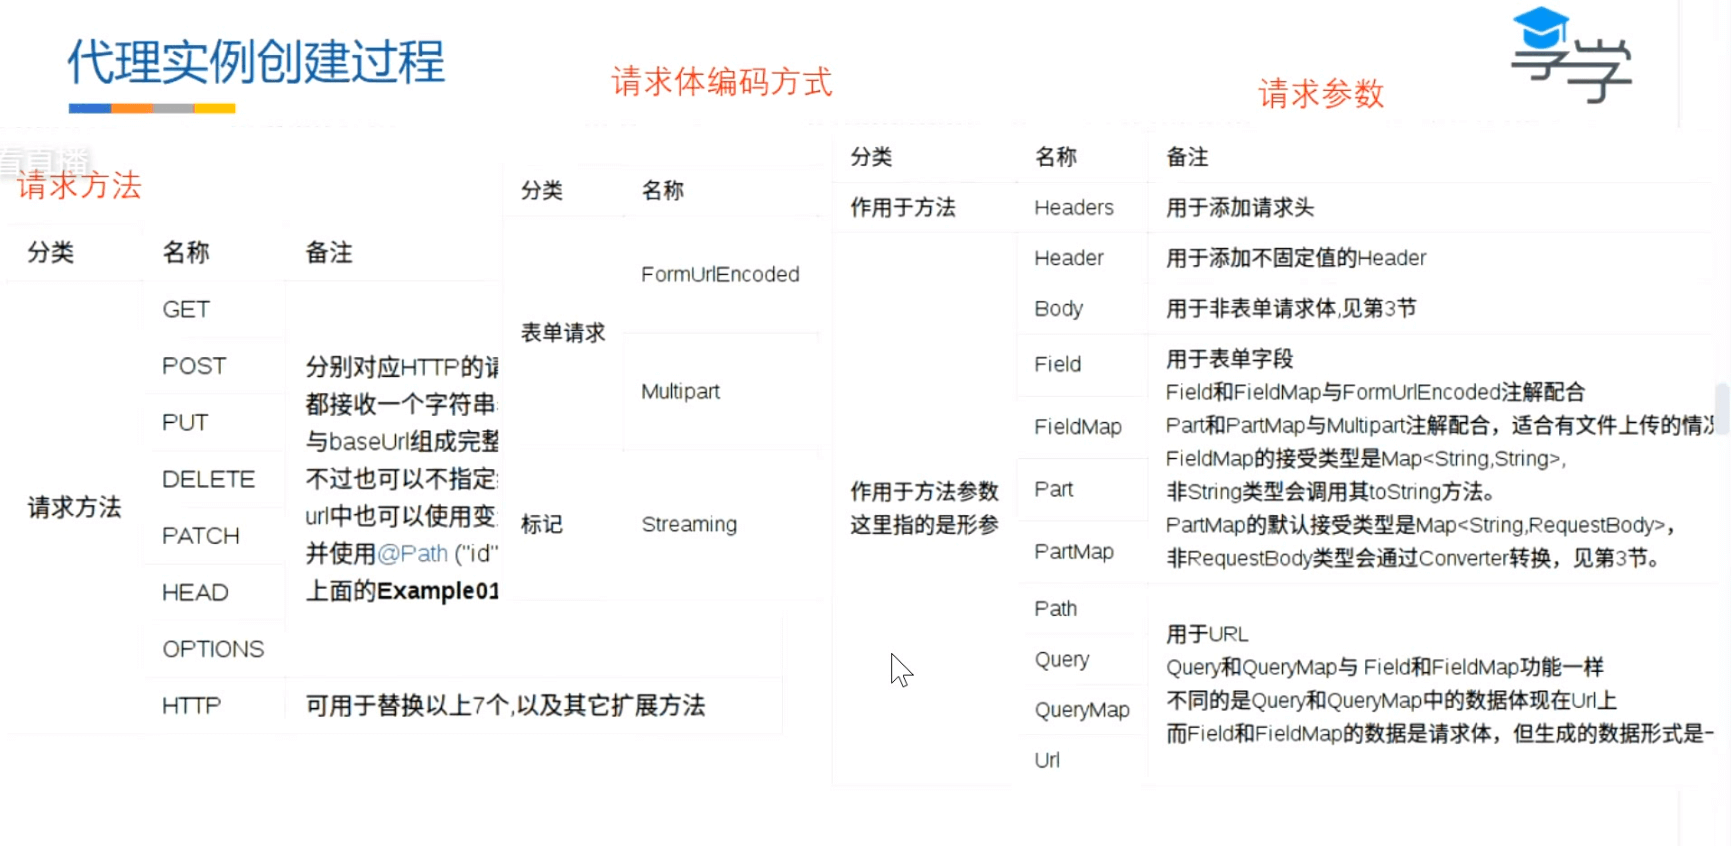 代理实例创建过程
请求体编码方式
请求参数
享学
看直播
请求方法
分类 名称 备注
请求方法
GET
POST
PUT
DELETE
PATCH
HEAD
OPTIONS
HTTP
分别对应HTTP的请
都接收一个字符串
与baseUrl组成完整
不过也可以不指定
url中也可以使用变
并使用@Path ("id"
上面的Example01
可用于替换以上7个,以及其它扩展方法
分类 名称
表单请求
FormUrlEncoded
Multipart
标记 Streaming
分类 名称 备注
作用于方法 Headers 用于添加请求头
作用于方法参数
这里指的是形参
Header 用于添加不固定值的Header
Body 用于非表单请求体,见第3节
Field
FieldMap
Part
PartMap
用于表单字段
Field和FieldMap与FormUrlEncoded注解配合
Part和PartMap与Multipart注解配合，适合有文件上传的情况
FieldMap的接受类型是Map<String,String>,
非String类型会调用其toString方法。
PartMap的默认接受类型是Map<String,RequestBody>，
非RequestBody类型会通过Converter转换，见第3节。
Path
Query
QueryMap
Url
用于URL
Query和QueryMap与 Field和FieldMap功能一样
不同的是Query和QueryMap中的数据体现在Url上
而Field和FieldMap的数据是请求体，但生成的数据形式是一